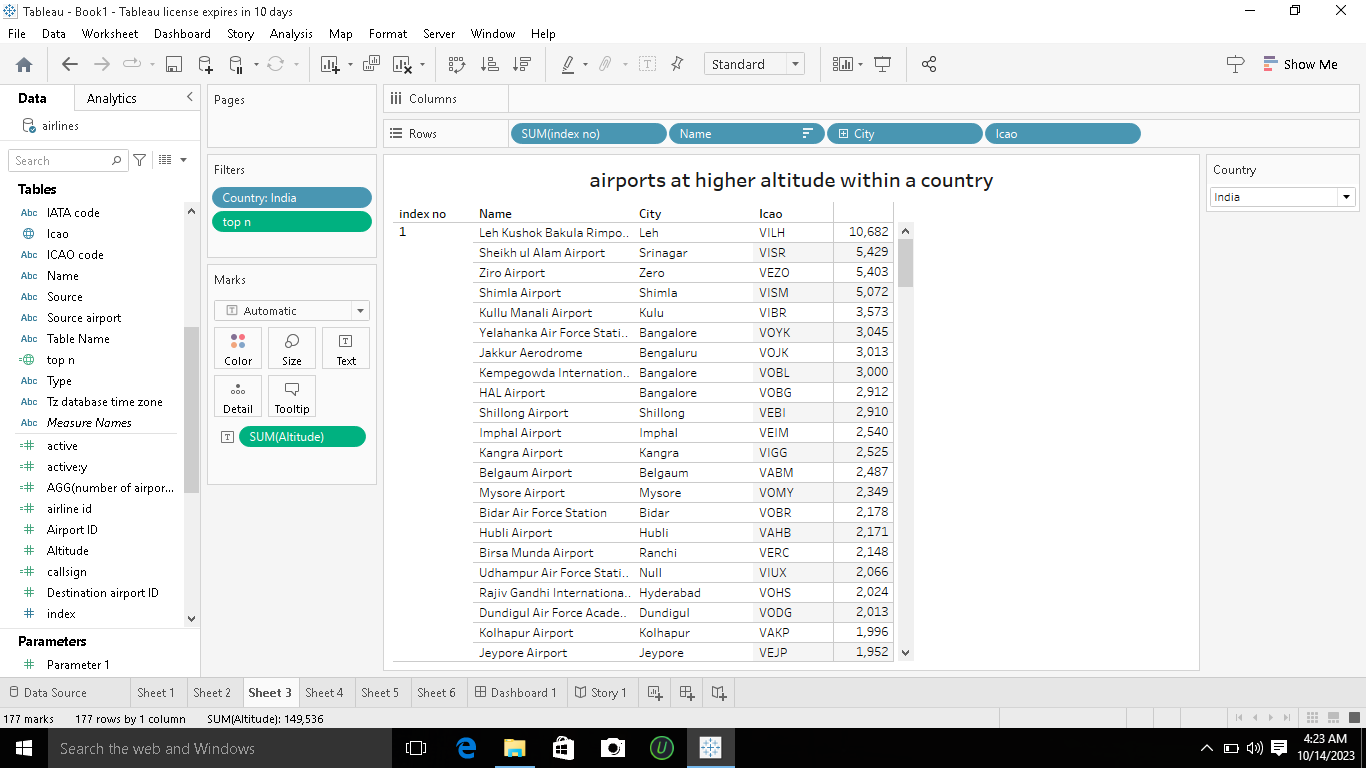 Tableau - Book1 - Tableau license expires in 10 days
File Data Worksheet Dashboard Story Analysis Map Format Server Window Help
Standard Show Me
Data Analytics
airlines
Search
Tables
Abc IATA code
Icao
Abc ICAO code
Abc Name
Abc Source
Abc Source airport
Abc Table Name
top n
Abc Type
Abc Tz database time zone
Abc Measure Names
active
active:y
AGG(number of airpor...
airline id
Airport ID
Altitude
callsign
Destination airport ID
index
Parameters
Parameter 1
Pages
Filters
Country: India
top n
Marks
Automatic
Color Size Text
Detail Tooltip
SUM(Altitude)
Columns
Rows SUM(index no) Name City Icao
airports at higher altitude within a country
index no Name City Icao
1 Leh Kushok Bakula Rimpo.. Leh VILH 10,682
Sheikh ul Alam Airport Srinagar VISR 5,429
Ziro Airport Zero VEZO 5,403
Shimla Airport Shimla VISM 5,072
Kullu Manali Airport Kulu VIBR 3,573
Yelahanka Air Force Stati.. Bangalore VOYK 3,045
Jakkur Aerodrome Bengaluru VOJK 3,013
Kempegowda Internation.. Bangalore VOBL 3,000
HAL Airport Bangalore VOBG 2,912
Shillong Airport Shillong VEBI 2,910
Imphal Airport Imphal VEIM 2,540
Kangra Airport Kangra VIGG 2,525
Belgaum Airport Belgaum VABM 2,487
Mysore Airport Mysore VOMY 2,349
Bidar Air Force Station Bidar VOBR 2,178
Hubli Airport Hubli VAHB 2,171
Birsa Munda Airport Ranchi VERC 2,148
Udhampur Air Force Stati.. Null VIUX 2,066
Rajiv Gandhi Internationa.. Hyderabad VOHS 2,024
Dundigul Air Force Acade.. Dundigul VODG 2,013
Kolhapur Airport Kolhapur VAKP 1,996
Jeypore Airport Jeypore VEJP 1,952
Country
India
Data Source Sheet 1 Sheet 2 Sheet 3 Sheet 4 Sheet 5 Sheet 6 Dashboard 1 Story 1
177 marks 177 rows by 1 column SUM(Altitude): 149,536
Search the web and Windows
4:23 AM
10/14/2023